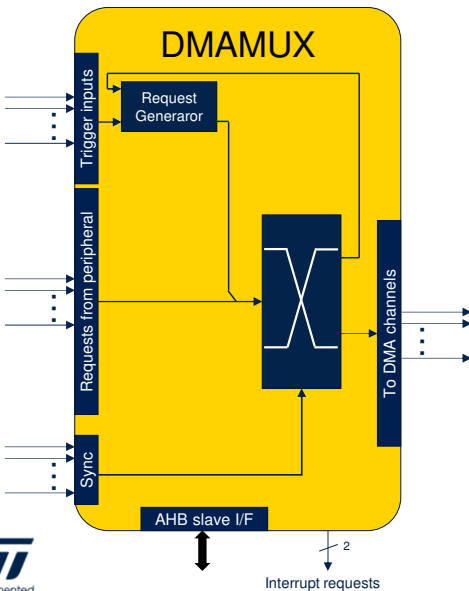 DMAMUX
Trigger inputs
Request
Generaror
Requests from peripheral
To DMA channels
Sync
AHB slave I/F
2
Interrupt requests